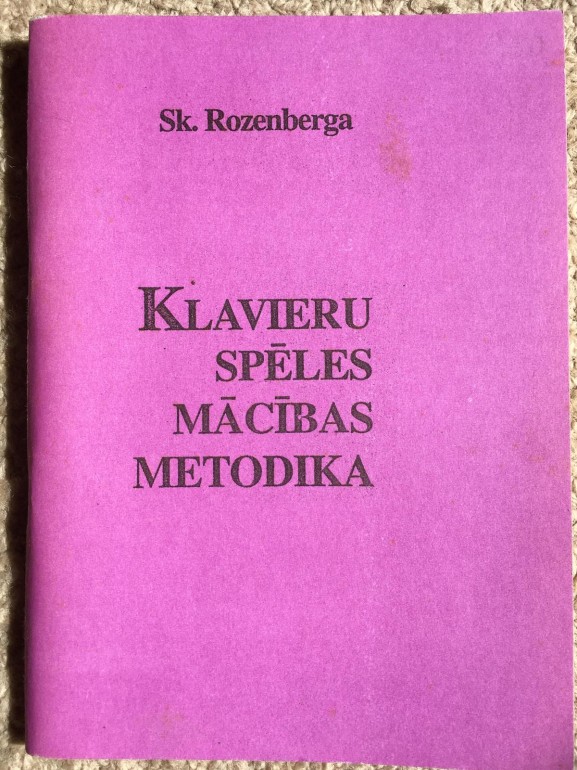 Sk. Rozenberga
KLAVIERU
SPĒLES
MĀCĪBAS
METODIKA